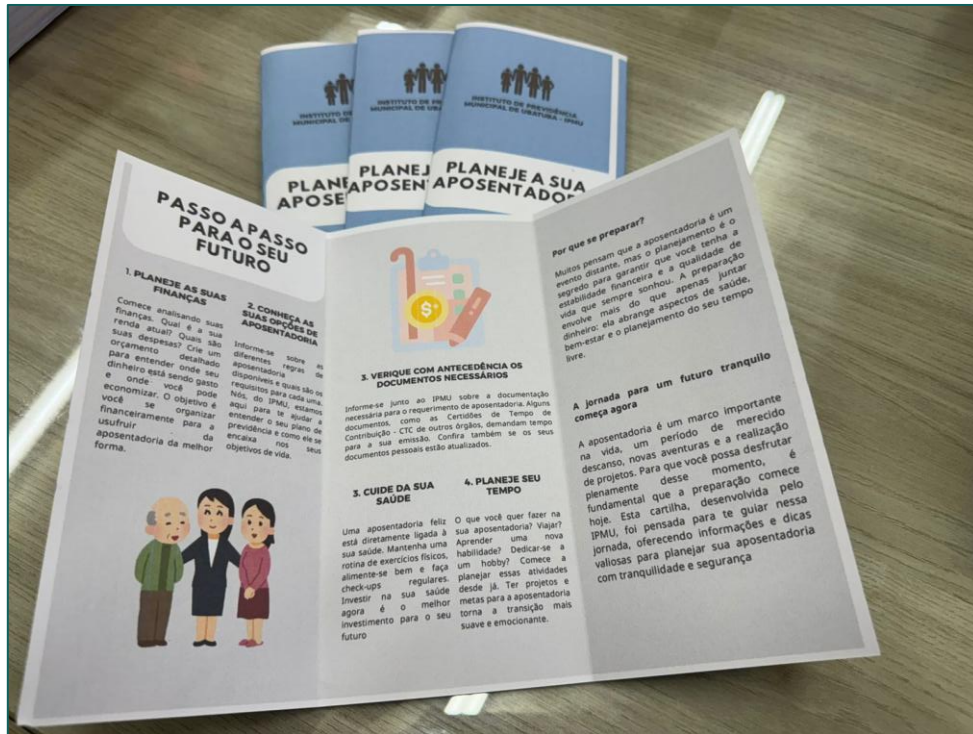 INSTITUTO DE PREVIDÊNCIA
MUNICIPAL DE UBATUBA - IPMU
PLANEJE A SUA
APOSENTADO
PLANEJ
APOSEN
PLANE
APOSE
PASSO A PASSO
PARA O SEU
FUTURO
1. PLANEJE AS SUAS
FINANÇAS
Comece analisando suas
finanças. Qual é a sua
renda atual? Quais são
suas despesas? Crie um
orçamento detalhado
para entender onde seu
dinheiro está sendo gasto
e onde você pode
economizar. O objetivo é
você se organizar
financeiramente para a
usufruir da
aposentadoria da melhor
forma.
2. CONHEÇA AS
SUAS OPÇÕES DE
APOSENTADORIA
Informe-se sobre as
diferentes regras de
aposentadoria
disponíveis e quais são os
requisitos para cada uma.
Nós, do IPMU, estamos
aqui para te ajudar a
entender o seu plano de
previdência e como ele se
encaixa nos seus
objetivos de vida.
3. VERIQUE COM ANTECEDÊNCIA OS
DOCUMENTOS NECESSÁRIOS
Informe-se junto ao IPMU sobre a documentação
necessária para o requerimento de aposentadoria. Alguns
documentos, como as Certidões de Tempo de
Contribuição - CTC de outros órgãos, demandam tempo
para a sua emissão. Confira também se os seus
documentos pessoais estão atualizados.
3. CUIDE DA SUA
SAÚDE
Uma aposentadoria feliz
está diretamente ligada à
sua saúde. Mantenha uma
rotina de exercícios físicos,
alimente-se bem e faça
check-ups regulares.
Investir na sua saúde
agora é o melhor
investimento para o seu
futuro
4. PLANEJE SEU
TEMPO
O que você quer fazer na
sua aposentadoria? Viajar?
Aprender uma nova
habilidade? Dedicar-se a
um hobby? Comece a
planejar essas atividades
desde já. Ter projetos e
metas para a aposentadoria
torna a transição mais
suave e emocionante.
Por que se preparar?
Muitos pensam que a aposentadoria é um
evento distante, mas o planejamento é o
segredo para garantir que você tenha a
estabilidade financeira e a qualidade de
vida que sempre sonhou. A preparação
envolve mais do que apenas juntar
dinheiro: ela abrange aspectos de saúde,
bem-estar e o planejamento do seu tempo
livre.
A jornada para um futuro tranquilo
começa agora
A aposentadoria é um marco importante
na vida, um período de merecido
descanso, novas aventuras e a realização
de projetos. Para que você possa desfrutar
plenamente desse momento, é
fundamental que a preparação comece
hoje. Esta cartilha, desenvolvida pelo
IPMU, foi pensada para te guiar nessa
jornada, oferecendo informações e dicas
valiosas para planejar sua aposentadoria
com tranquilidade e segurança